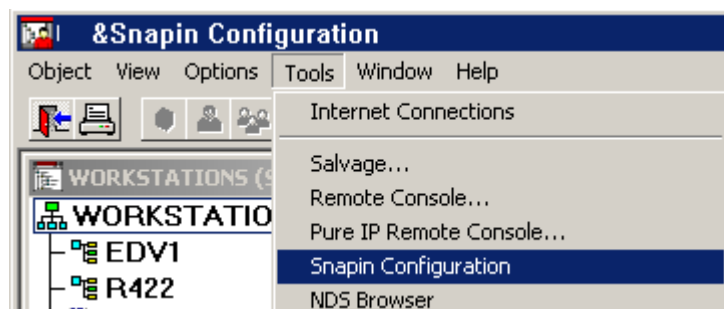 &Snapin Configuration
Object View Options Tools Window Help
Internet Connections
Salvage...
Remote Console...
Pure IP Remote Console...
Snapin Configuration
NDS Browser
WORKSTATIONS (S
WORKSTATIO
EDV1
R422